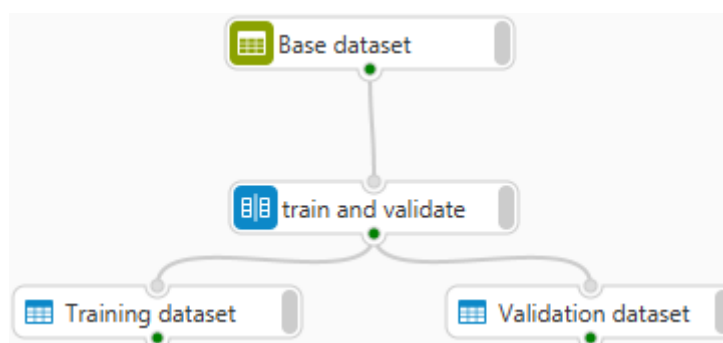 Base dataset
train and validate
Training dataset
Validation dataset